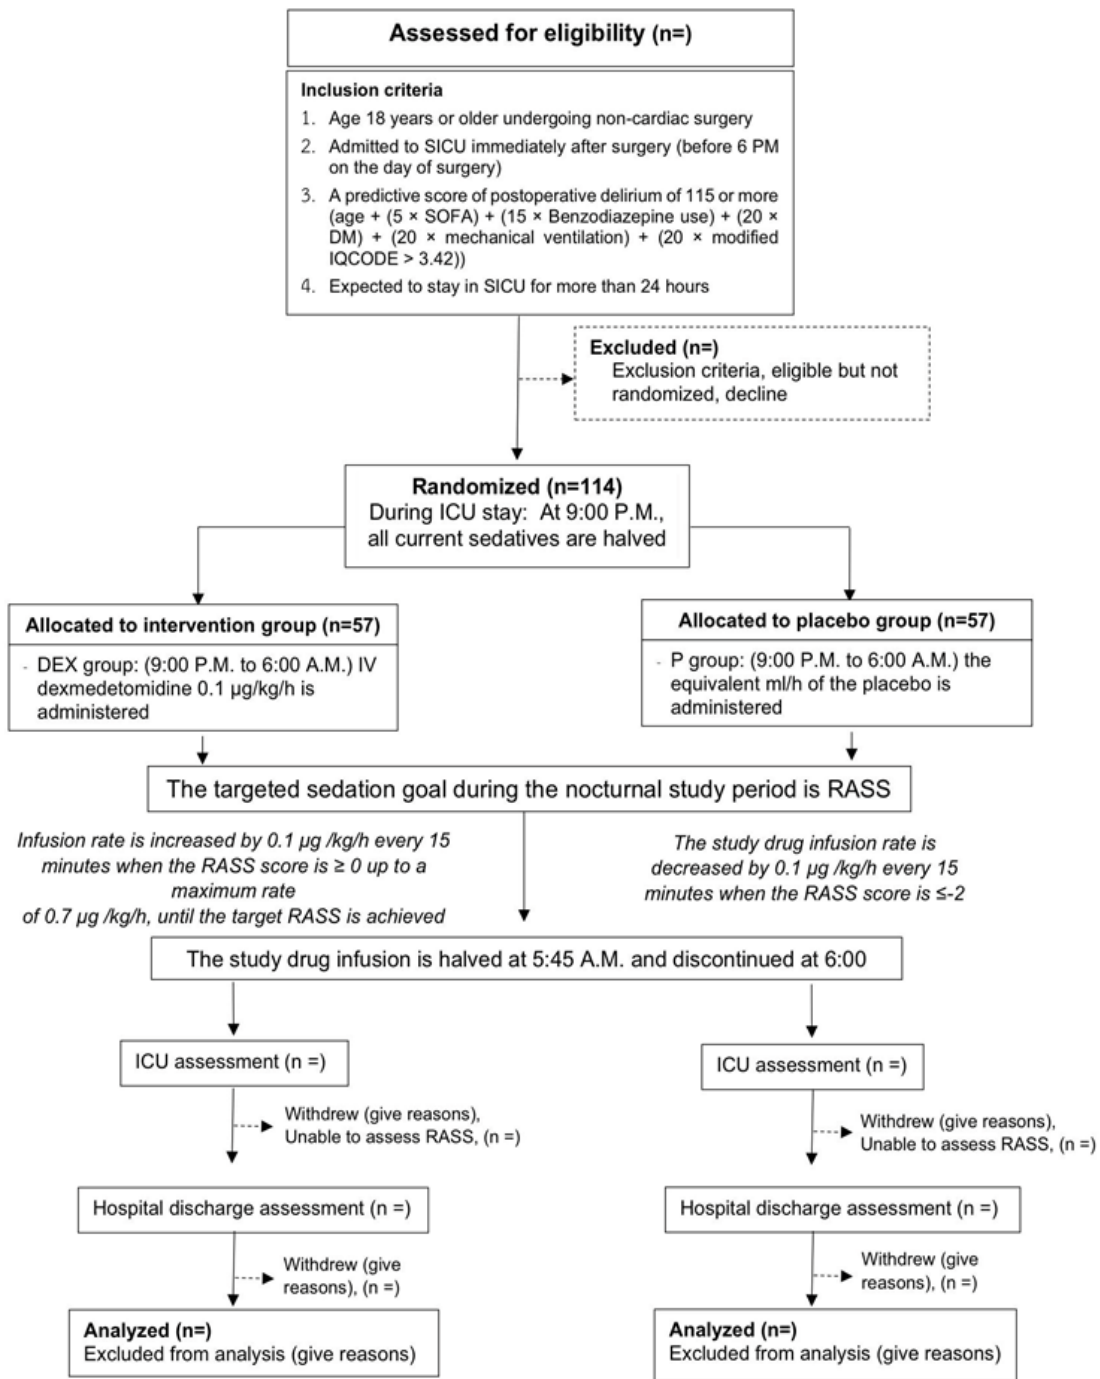 Assessed for eligibility (n=)
Inclusion criteria
1. Age 18 years or older undergoing non-cardiac surgery
2. Admitted to SICU immediately after surgery (before 6 PM
on the day of surgery)
3. A predictive score of postoperative delirium of 115 or more
(age + (5 × SOFA) + (15 × Benzodiazepine use) + (20 ×
DM) + (20 × mechanical ventilation) + (20 × modified
IQCODE > 3.42))
4. Expected to stay in SICU for more than 24 hours
Excluded (n=)
Exclusion criteria, eligible but not
randomized, decline
Randomized (n=114)
During ICU stay: At 9:00 P.M.,
all current sedatives are halved
Allocated to intervention group (n=57)
- DEX group: (9:00 P.M. to 6:00 A.M.) IV
dexmedetomidine 0.1 µg/kg/h is
administered
Allocated to placebo group (n=57)
- P group: (9:00 P.M. to 6:00 A.M.) the
equivalent ml/h of the placebo is
administered
The targeted sedation goal during the nocturnal study period is RASS
Infusion rate is increased by 0.1 µg /kg/h every 15
minutes when the RASS score is ≥ 0 up to a
maximum rate
of 0.7 µg /kg/h, until the target RASS is achieved
The study drug infusion rate is
decreased by 0.1 µg /kg/h every 15
minutes when the RASS score is ≤-2
The study drug infusion is halved at 5:45 A.M. and discontinued at 6:00
ICU assessment (n =)
Withdrew (give reasons),
Unable to assess RASS, (n =)
Hospital discharge assessment (n =)
Withdrew (give
reasons), (n =)
Analyzed (n=)
Excluded from analysis (give reasons)
ICU assessment (n =)
Withdrew (give reasons),
Unable to assess RASS, (n =)
Hospital discharge assessment (n =)
Withdrew (give
reasons), (n =)
Analyzed (n=)
Excluded from analysis (give reasons)